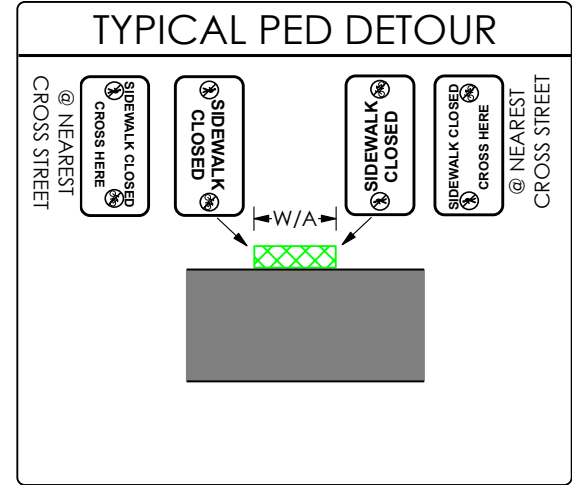 TYPICAL PED DETOUR
@ NEAREST
CROSS STREET
SIDEWALK CLOSED
CROSS HERE
SIDEWALK
CLOSED
SIDEWALK
CLOSED
SIDEWALK CLOSED
CROSS HERE
@ NEAREST
CROSS STREET
W/A